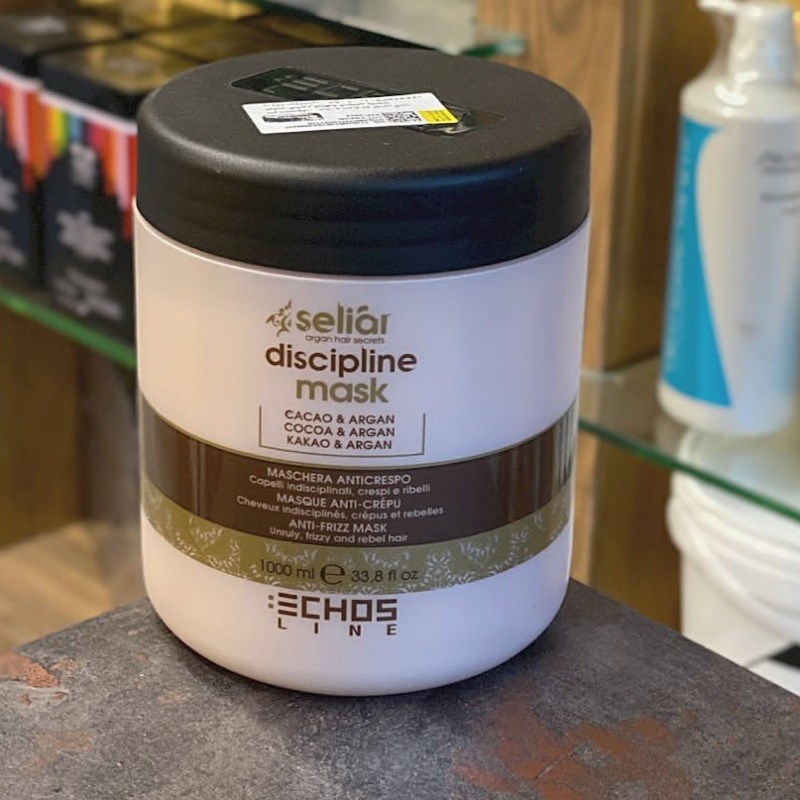 seliár
argan hair secrets
discipline
mask
CACAO & ARGAN
COCOA & ARGAN
KAKAO & ARGAN
MASCHERA ANTICRESPO
Capelli indisciplinati, crespi e ribelli
MASQUE ANTI-CRÉPU
Cheveux indisciplinés, crépus et rebelles
ANTI-FRIZZ MASK
Unruly, frizzy and rebel hair
1000 ml e 33,8 fl oz
ECHOS
LINE